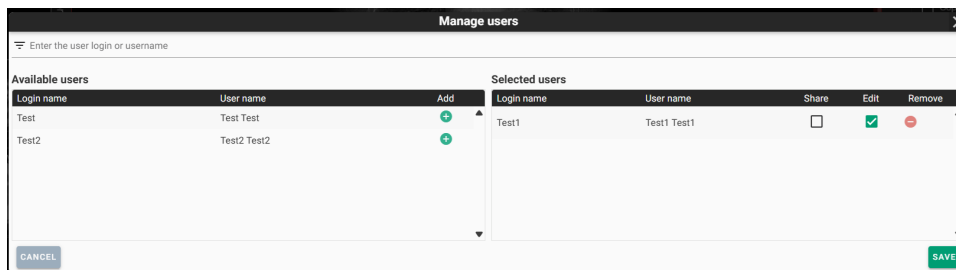 Manage users
Enter the user login or username
Available users
Login name User name Add
Test Test Test
Test2 Test2 Test2
Selected users
Login name User name Share Edit Remove
Test1 Test1 Test1
CANCEL
SAVE